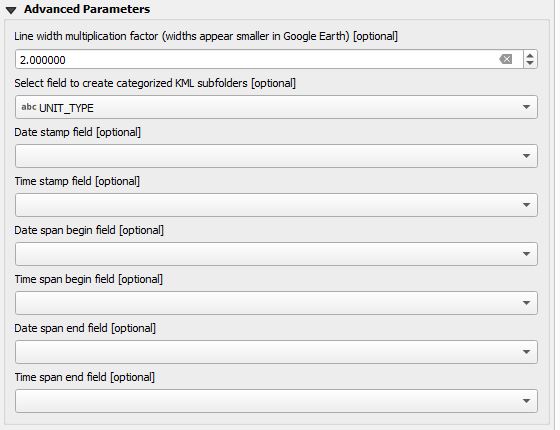 Advanced Parameters
Line width multiplication factor (widths appear smaller in Google Earth) [optional]
2.000000
Select field to create categorized KML subfolders [optional]
abc UNIT_TYPE
Date stamp field [optional]
Time stamp field [optional]
Date span begin field [optional]
Time span begin field [optional]
Date span end field [optional]
Time span end field [optional]